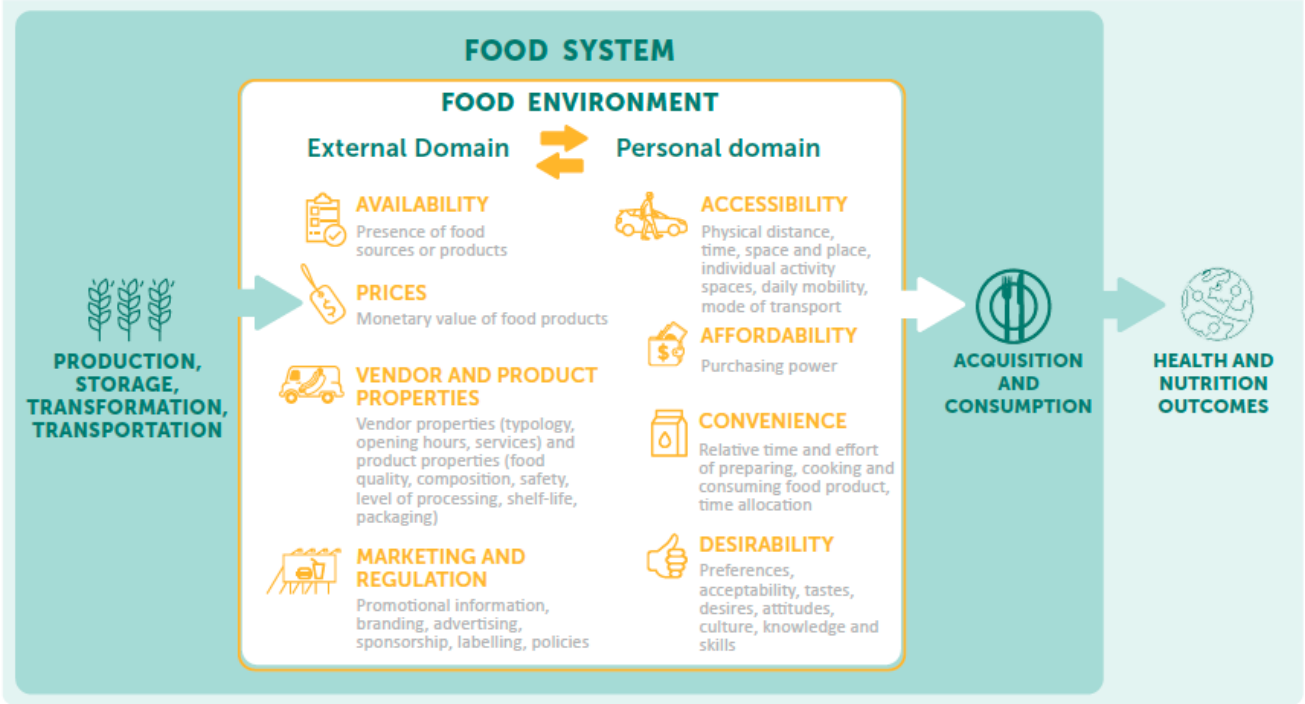 FOOD SYSTEM
FOOD ENVIRONMENT
External Domain
Personal domain
AVAILABILITY
Presence of food
sources or products
PRICES
Monetary value of food products
VENDOR AND PRODUCT
PROPERTIES
Vendor properties (typology,
opening hours, services) and
product properties (food
quality, composition, safety,
level of processing, shelf-life,
packaging)
MARKETING AND
REGULATION
Promotional information,
branding, advertising,
sponsorship, labelling, policies
ACCESSIBILITY
Physical distance,
time, space and place,
individual activity
spaces, daily mobility,
mode of transport
AFFORDABILITY
Purchasing power
CONVENIENCE
Relative time and effort
of preparing, cooking and
consuming food product,
time allocation
DESIRABILITY
Preferences,
acceptability, tastes,
desires, attitudes,
culture, knowledge and
skills
PRODUCTION,
STORAGE,
TRANSFORMATION,
TRANSPORTATION
ACQUISITION
AND
CONSUMPTION
HEALTH AND
NUTRITION
OUTCOMES